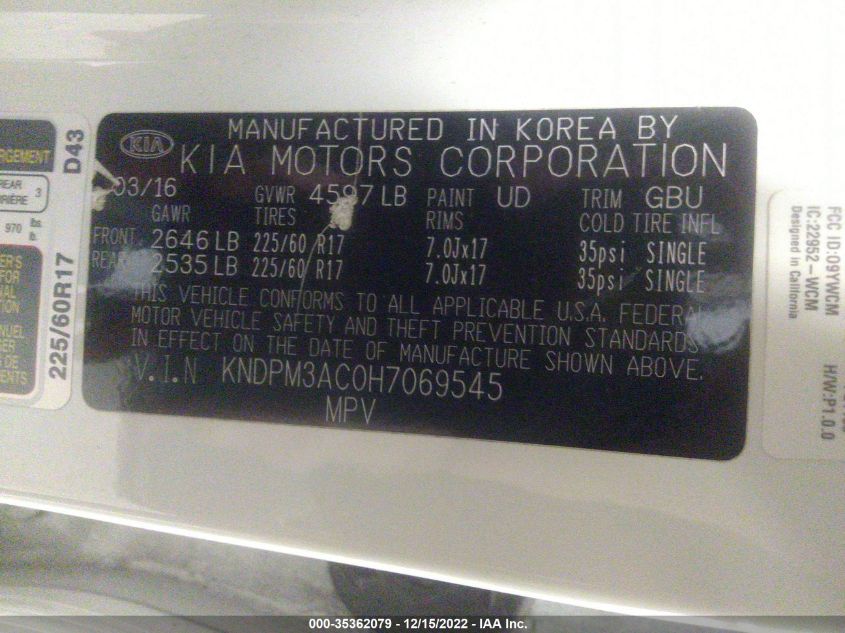 MANUFACTURED IN KOREA BY
KIA KIA MOTORS CORPORATION
03/16 GVWR 4597 LB PAINT UD TRIM GBU
GAWR TIRES RIMS COLD TIRE INFL
FRONT 2646 LB 225/60 R17 7.0Jx17 35psi SINGLE
REAR 2535 LB 225/60 R17 7.0Jx17 35psi SINGLE
THIS VEHICLE CONFORMS TO ALL APPLICABLE U.S.A. FEDERAL
MOTOR VEHICLE SAFETY AND THEFT PREVENTION STANDARDS
IN EFFECT ON THE DATE OF MANUFACTURE SHOWN ABOVE.
V.I.N KNDPM3AC0H7069545
MPV
D43
225/60R17
REAR 3
970 lbs.
FCC ID:09YWCM
IC:22952-WCM
Designed in California
H/W:P1.0.0
000-35362079 - 12/15/2022 - IAA Inc.